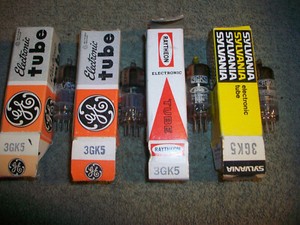 Electronic
tube
GE
3GK5
Electronic
tube
GE
3GK5
RAYTHEON
ELECTRONIC
TUBE
RAYTHEON
3GK5
SYLVANIA
SYLVANIA
SYLVANIA
electronic
tube
3GK5
SYLVANIA